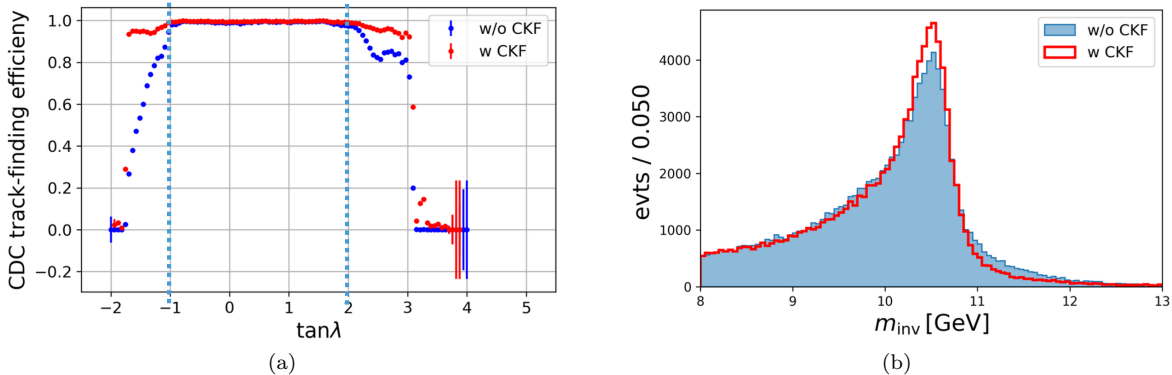 CDC track-finding efficiency
1.0
0.8
0.6
0.4
0.2
0.0
−0.2
−2
−1
0
1
2
3
4
5
tanλ
w/o CKF
w CKF
(a)
evts / 0.050
4000
3000
2000
1000
0
8
9
10
11
12
13
m_inv [GeV]
w/o CKF
w CKF
(b)